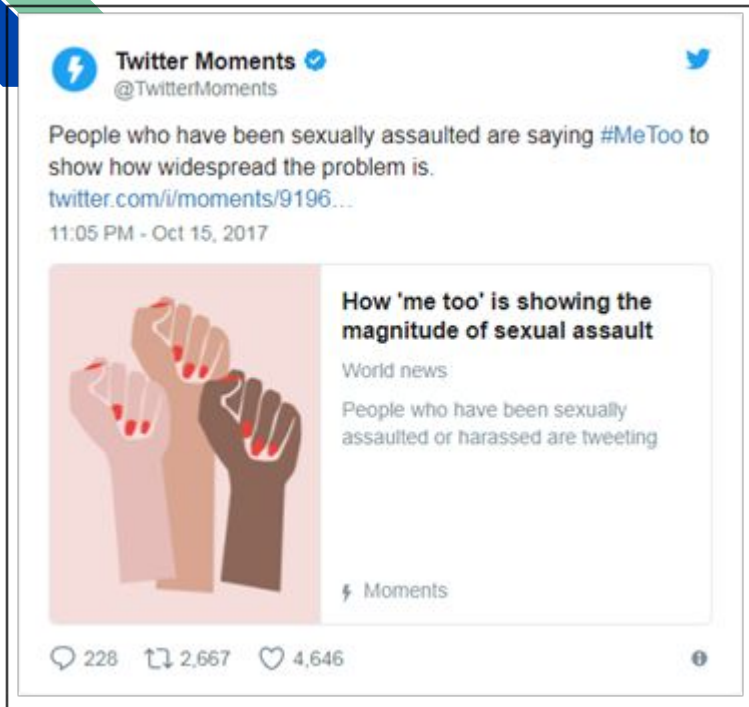 Twitter Moments
@TwitterMoments
People who have been sexually assaulted are saying #MeToo to
show how widespread the problem is.
twitter.com/i/moments/9196…
11:05 PM - Oct 15, 2017
How 'me too' is showing the
magnitude of sexual assault
World news
People who have been sexually
assaulted or harassed are tweeting
Moments
228 2,667 4,646